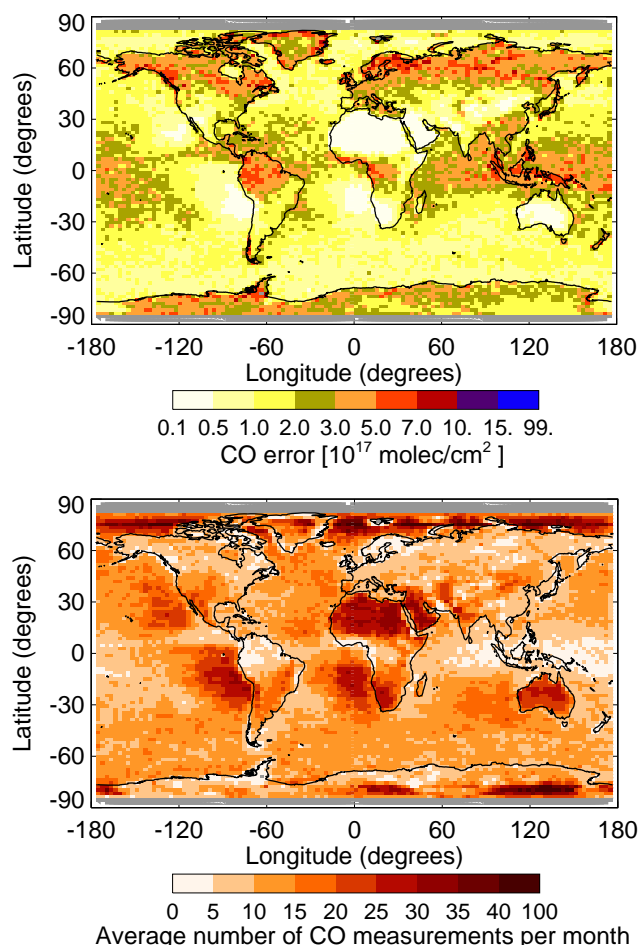 90
60
30
0
-30
-60
-90
Latitude (degrees)
-180 -120 -60 0 60 120 180
Longitude (degrees)
0.1 0.5 1.0 2.0 3.0 5.0 7.0 10. 15. 99.
CO error [10^17 molec/cm^2 ]
90
60
30
0
-30
-60
-90
Latitude (degrees)
-180 -120 -60 0 60 120 180
Longitude (degrees)
0 5 10 15 20 25 30 35 40 100
Average number of CO measurements per month